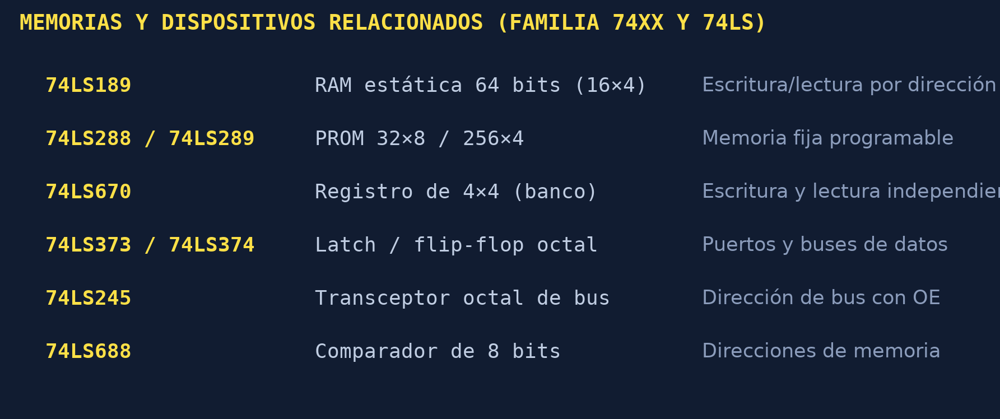 MEMORIAS Y DISPOSITIVOS RELACIONADOS (FAMILIA 74XX Y 74LS)
74LS189 RAM estática 64 bits (16×4) Escritura/lectura por dirección
74LS288 / 74LS289 PROM 32×8 / 256×4 Memoria fija programable
74LS670 Registro de 4×4 (banco) Escritura y lectura
74LS373 / 74LS374 Latch / flip-flop octal Puertos y buses de datos
74LS245 Transceptor octal de bus Dirección de bus con OE
74LS688 Comparador de 8 bits Direcciones de memoria